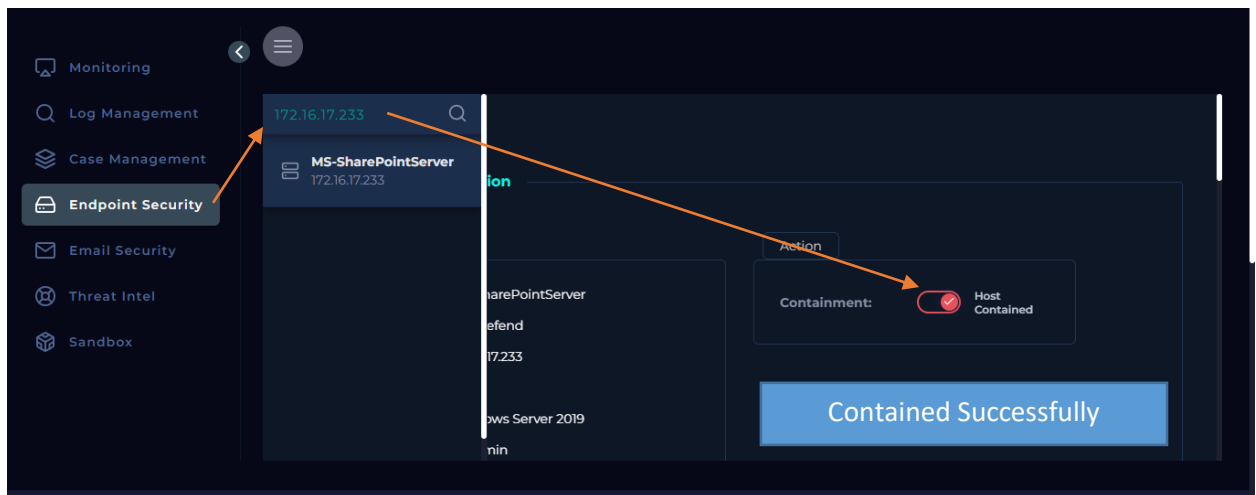 Monitoring
Log Management
Case Management
Endpoint Security
Email Security
Threat Intel
Sandbox
172.16.17.233
MS-SharePointServer
172.16.17.233
ion
Action
harePointServer
efend
17.233
ows Server 2019
min
Containment:
Host
Contained
Contained Successfully